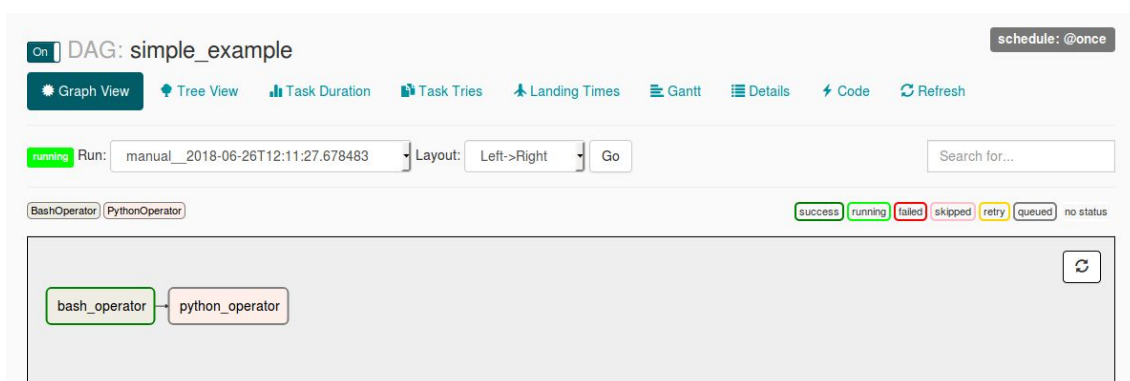 On DAG: simple_example schedule: @once
Graph View Tree View Task Duration Task Tries Landing Times Gantt Details Code Refresh
running Run: manual__2018-06-26T12:11:27.678483 Layout: Left->Right Go Search for...
BashOperator PythonOperator success running failed skipped retry queued no status
bash_operator python_operator